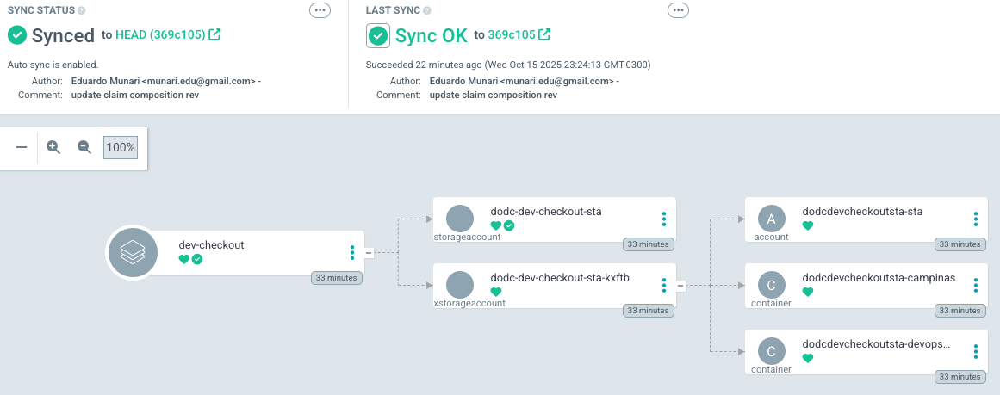 SYNC STATUS
Synced to HEAD (369c105)
Auto sync is enabled.
Author: Eduardo Munari <munari.edu@gmail.com> -
Comment: update claim composition rev
LAST SYNC
Sync OK to 369c105
Succeeded 22 minutes ago (Wed Oct 15 2025 23:24:13 GMT-0300)
Author: Eduardo Munari <munari.edu@gmail.com> -
Comment: update claim composition rev
100%
dev-checkout
33 minutes
dodc-dev-checkout-sta
storageaccount
33 minutes
dodc-dev-checkout-sta-kxftb
xstorageaccount
33 minutes
A
dodcdevcheckoutsta-sta
account
33 minutes
C
dodcdevcheckoutsta-campinas
container
33 minutes
C
dodcdevcheckoutsta-devops...
container
33 minutes